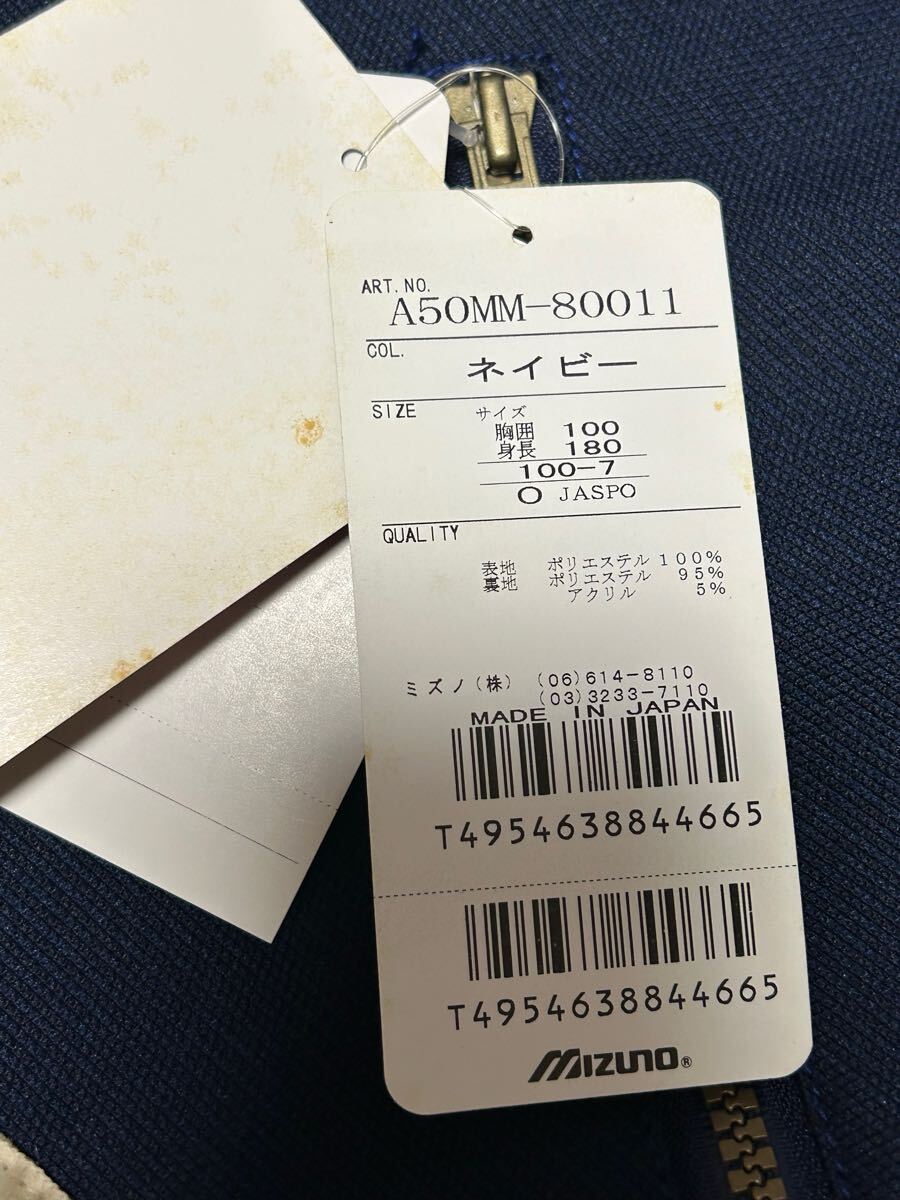 ART.NO.
A50MM-80011
COL.
ネイビー
SIZE サイズ
胸囲 100
身長 180
100-7
O JASPO
QUALITY
表地 ポリエステル 100%
裏地 ポリエステル 95%
アクリル 5%
ミズノ(株) (06)614-8110
(03)3233-7110
MADE IN JAPAN
T4954638844665
T4954638844665
MIZUNO®